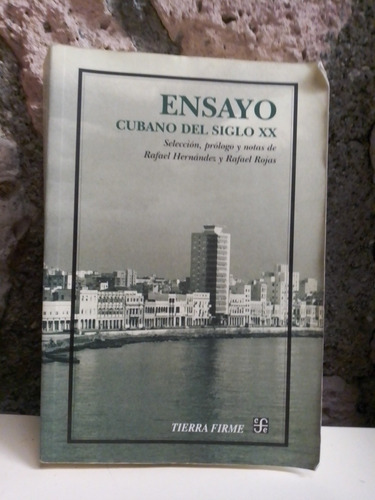 ENSAYO
CUBANO DEL SIGLO XX
Selección, prólogo y notas de
Rafael Hernández y Rafael Rojas
TIERRA FIRME